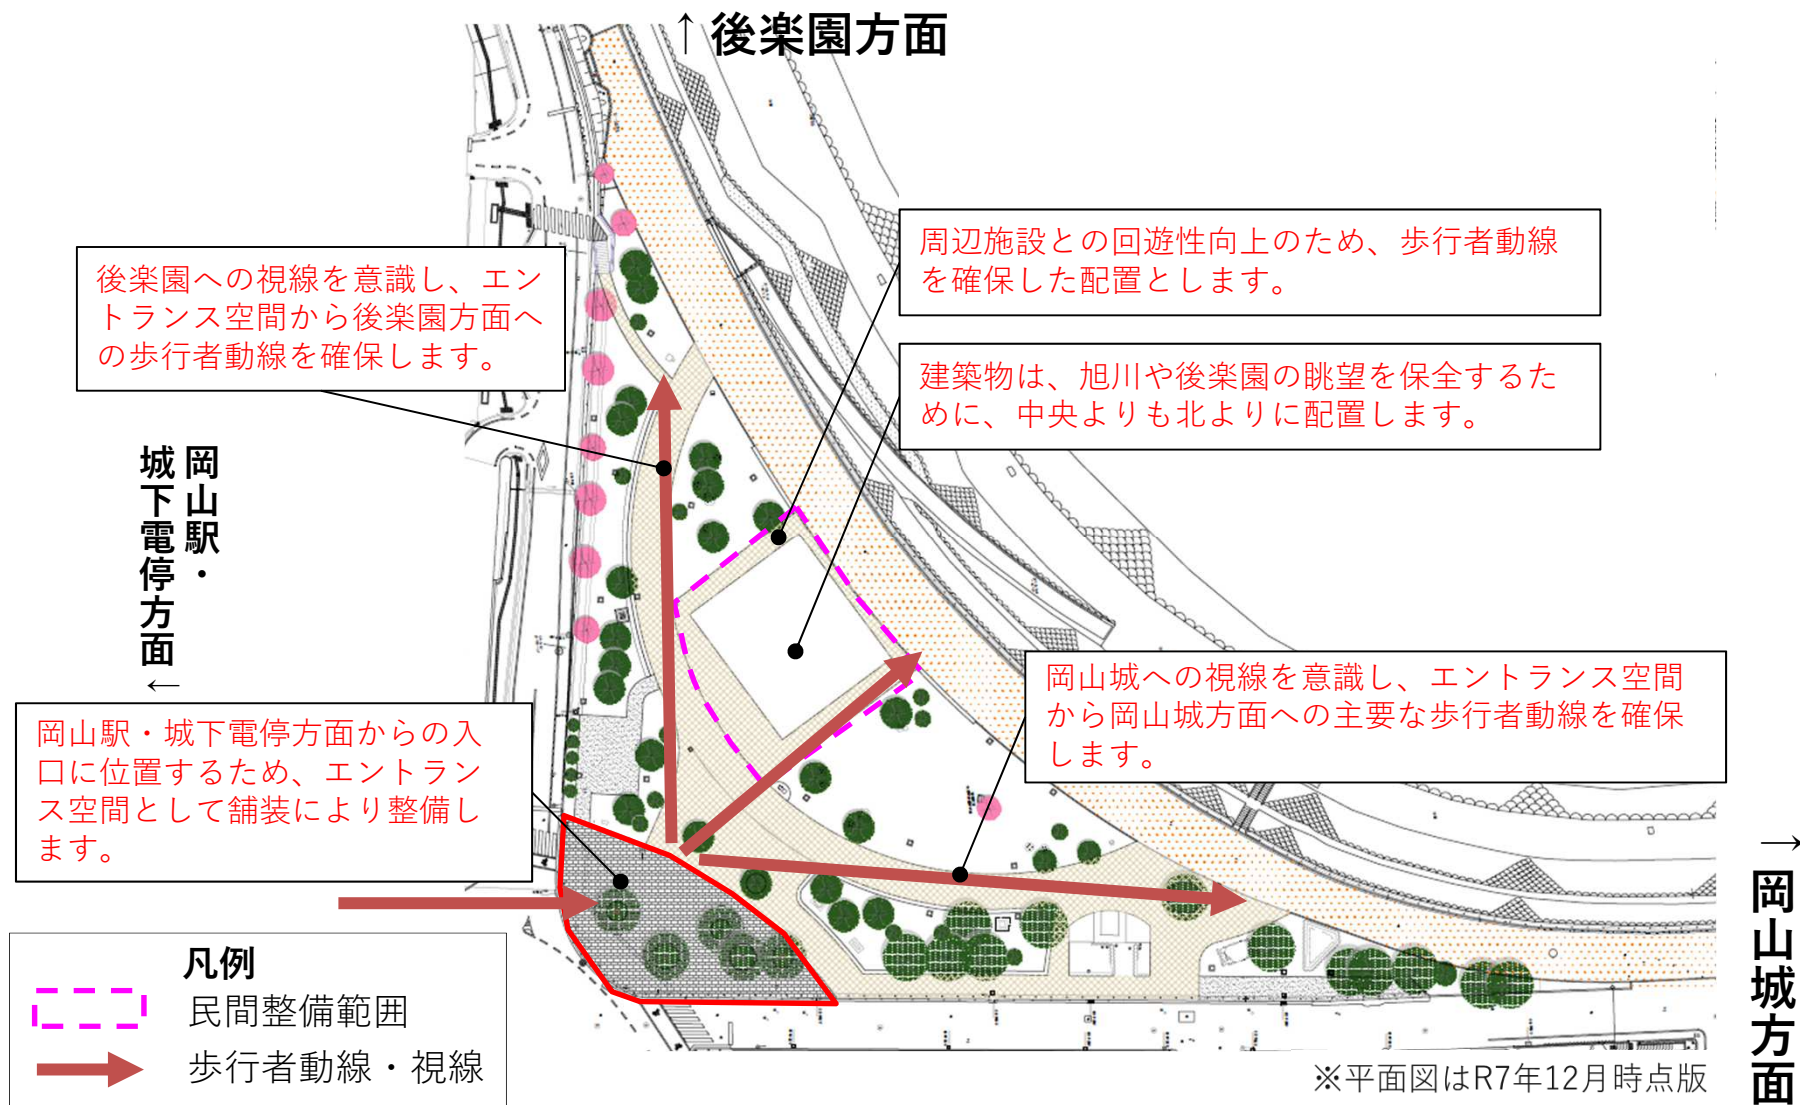 ↑後楽園方面
周辺施設との回遊性向上のため、歩行者動線
を確保した配置とします。
後楽園への視線を意識し、エン
トランス空間から後楽園方面へ
の歩行者動線を確保します。
建築物は、旭川や後楽園の眺望を保全するた
めに、中央よりも北よりに配置します。
岡山駅・
城下電停方面
←
岡山城への視線を意識し、エントランス空間
から岡山城方面への主要な歩行者動線を確保
します。
岡山駅・城下電停方面からの入
口に位置するため、エントラン
ス空間として舗装により整備し
ます。
→
岡山城方面
凡例
民間整備範囲
歩行者動線・視線
※平面図はR7年12月時点版